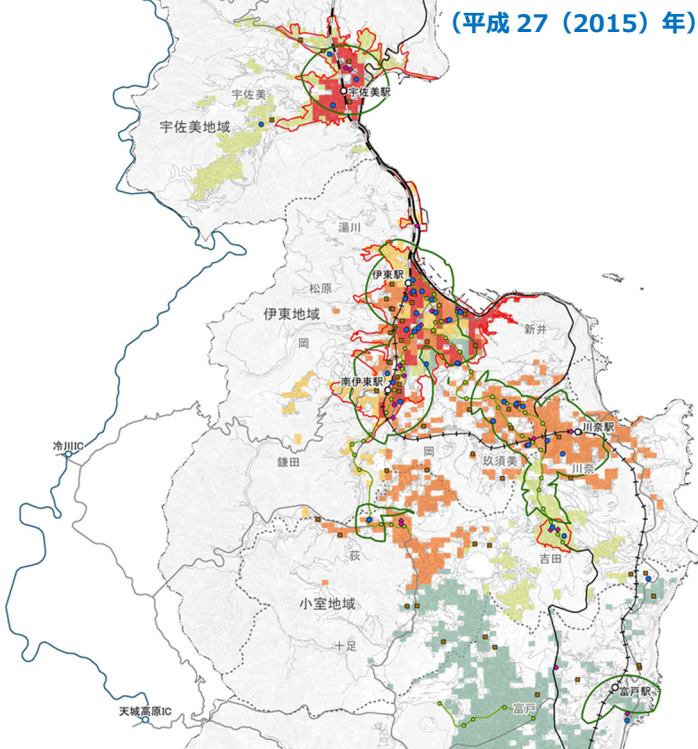 （平成 27（2015）年）
宇佐美駅
宇佐美
宇佐美地域
湯川
伊東駅
松原
伊東地域
新井
岡
南伊東駅
川奈駅
冷川IC
岡
鎌田
玖須美
川奈
荻
吉田
小室地域
十足
富戸駅
天城高原IC
富戸